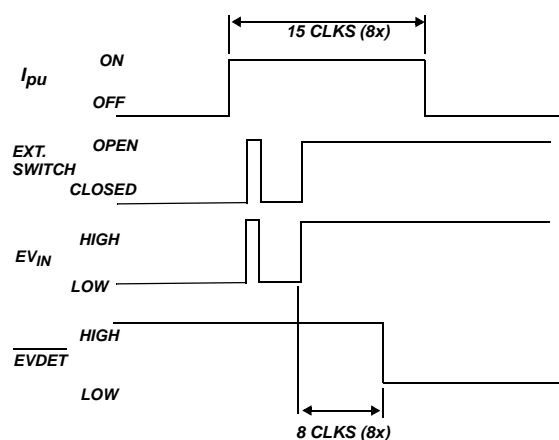 15 CLKS (8x)
Ipu
ON
OFF
EXT.
SWITCH
OPEN
CLOSED
EVIN
HIGH
LOW
EVDET
HIGH
LOW
8 CLKS (8x)